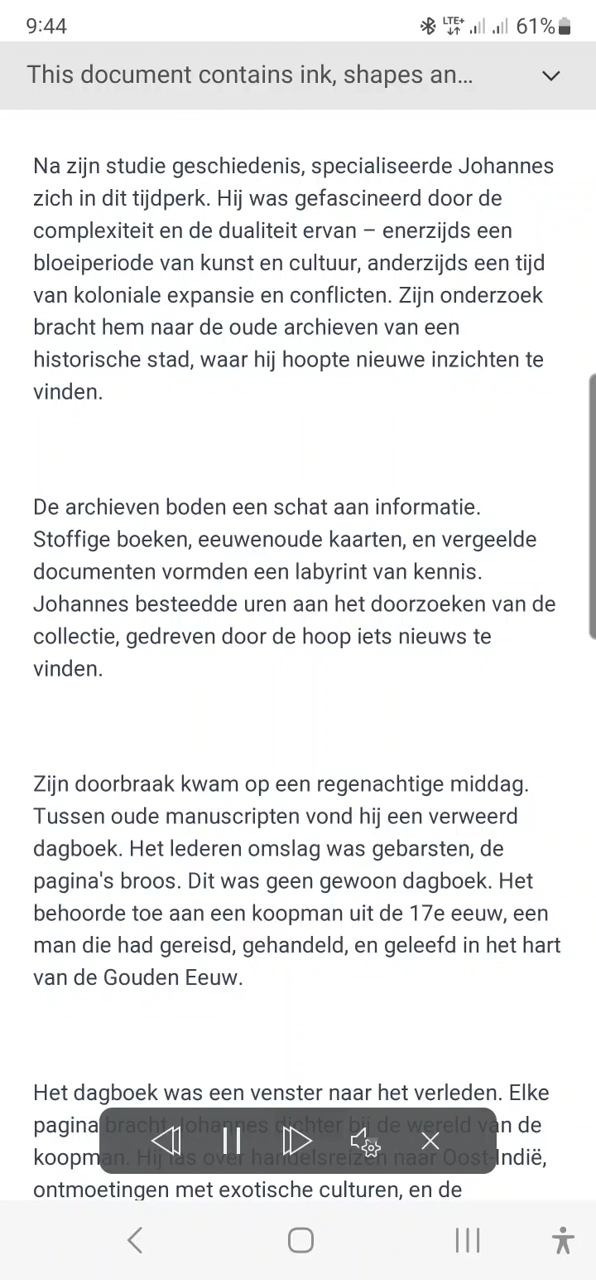 9:44
LTE+
61%
This document contains ink, shapes an...
Na zijn studie geschiedenis, specialiseerde Johannes
zich in dit tijdperk. Hij was gefascineerd door de
complexiteit en de dualiteit ervan – enerzijds een
bloeiperiode van kunst en cultuur, anderzijds een tijd
van koloniale expansie en conflicten. Zijn onderzoek
bracht hem naar de oude archieven van een
historische stad, waar hij hoopte nieuwe inzichten te
vinden.
De archieven boden een schat aan informatie.
Stoffige boeken, eeuwenoude kaarten, en vergeelde
documenten vormden een labyrint van kennis.
Johannes besteedde uren aan het doorzoeken van de
collectie, gedreven door de hoop iets nieuws te
vinden.
Zijn doorbraak kwam op een regenachtige middag.
Tussen oude manuscripten vond hij een verweerd
dagboek. Het lederen omslag was gebarsten, de
pagina's broos. Dit was geen gewoon dagboek. Het
behoorde toe aan een koopman uit de 17e eeuw, een
man die had gereisd, gehandeld, en geleefd in het hart
van de Gouden Eeuw.
Het dagboek was een venster naar het verleden. Elke
pagina bracht Johannes dichter bij de wereld van de
koopman. Hij las over handelsreizen naar Oost-Indië,
ontmoetingen met exotische culturen, en de